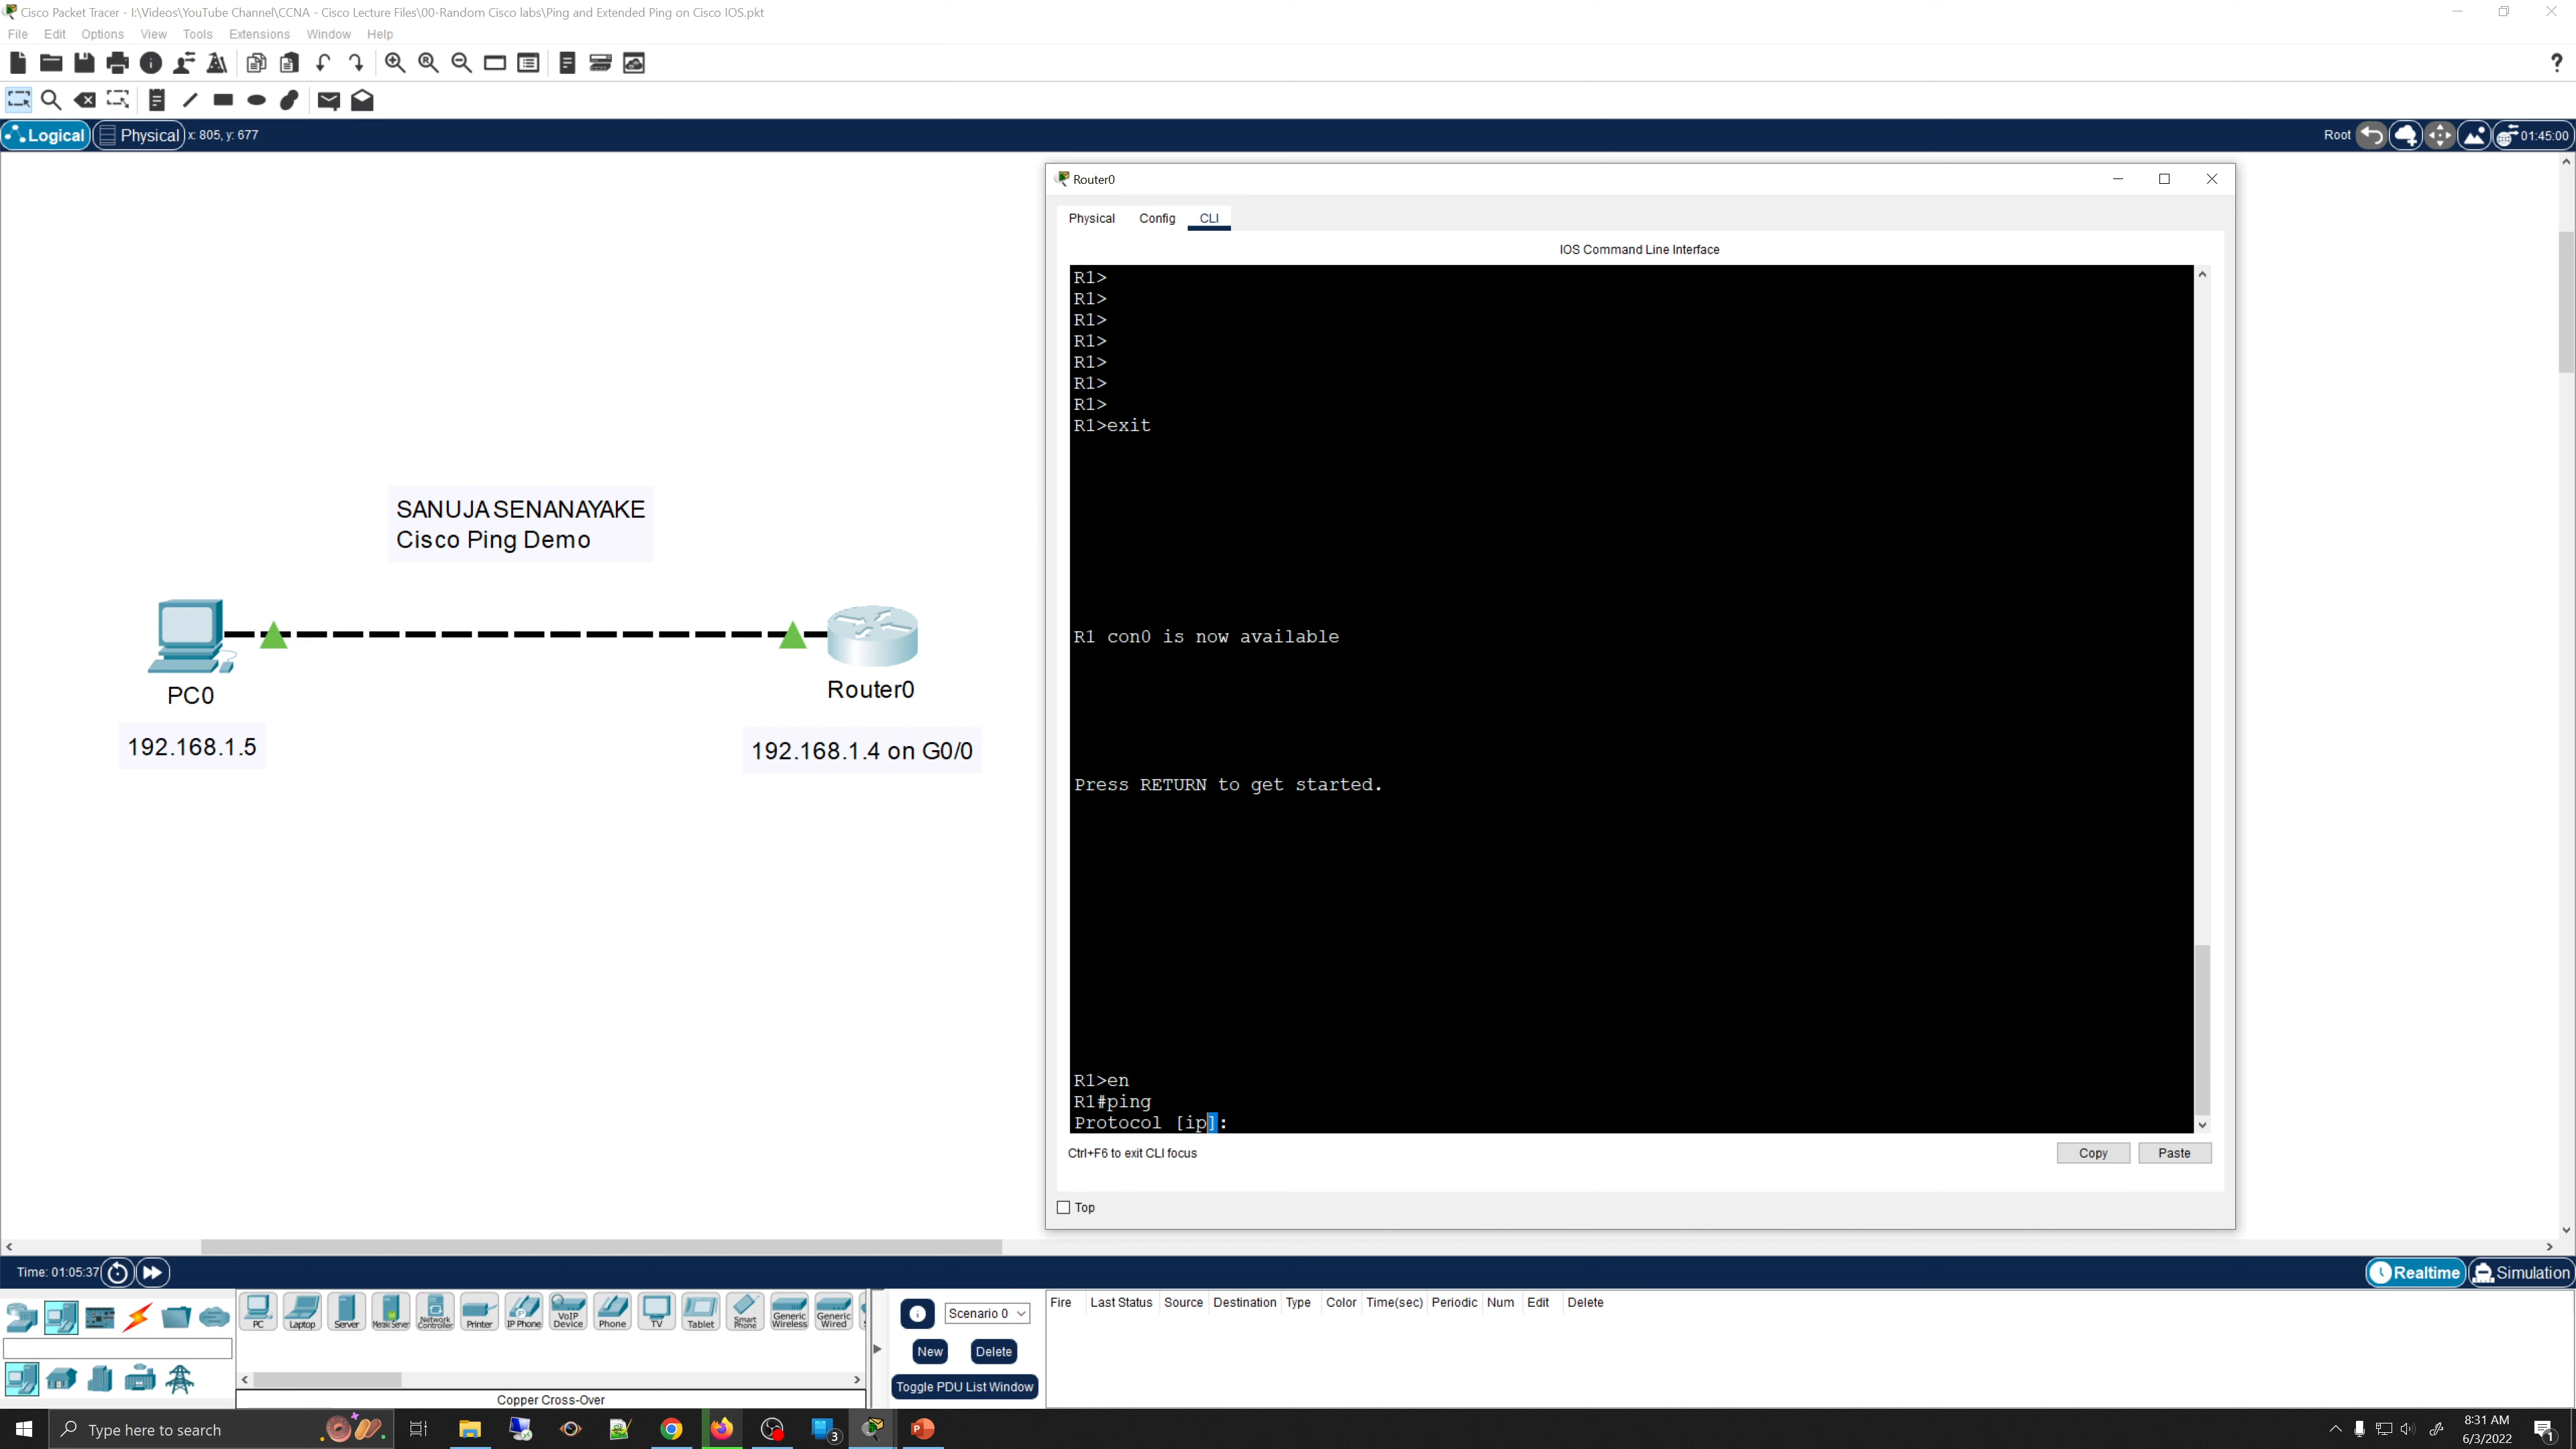 Cisco Packet Tracer - I:\Videos\YouTube Channel\CCNA - Cisco Lecture Files\00-Random Cisco labs\Ping and Extended Ping on Cisco IOS.pkt
File Edit Options View Tools Extensions Window Help
Logical Physical x: 805, y: 677 Root 01:45:00
Router0
Physical Config CLI
IOS Command Line Interface
R1>
R1>
R1>
R1>
R1>
R1>
R1>
R1>exit
R1 con0 is now available
Press RETURN to get started.
R1>en
R1#ping
Protocol [ip]:
Ctrl+F6 to exit CLI focus
Copy Paste
Top
SANUJA SENANAYAKE
Cisco Ping Demo
PC0
Router0
192.168.1.5
192.168.1.4 on G0/0
Time: 01:05:37 Realtime Simulation
PC Laptop Server Meraki Server Network Controller Printer IP Phone VoIP Device Phone TV Tablet Smart Phone Generic Wireless Generic Wired
Copper Cross-Over
Scenario 0
New Delete
Toggle PDU List Window
Fire Last Status Source Destination Type Color Time(sec) Periodic Num Edit Delete
Type here to search
3
8:31 AM
6/3/2022
1